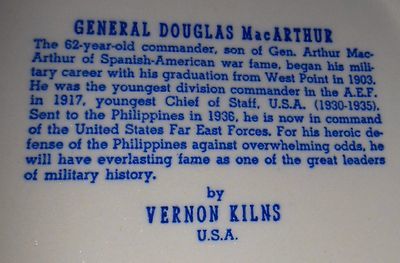 GENERAL DOUGLAS MacARTHUR
The 62-year-old commander, son of Gen. Arthur Mac-
Arthur of Spanish-American war fame, began his mili-
tary career with his graduation from West Point in 1903.
He was the youngest division commander in the A.E.F.
in 1917, youngest Chief of Staff, U.S.A. (1930-1935).
Sent to the Philippines in 1936, he is now in command
of the United States Far East Forces. For his heroic de-
fense of the Philippines against overwhelming odds, he
will have everlasting fame as one of the great leaders
of military history.
by
VERNON KILNS
U.S.A.